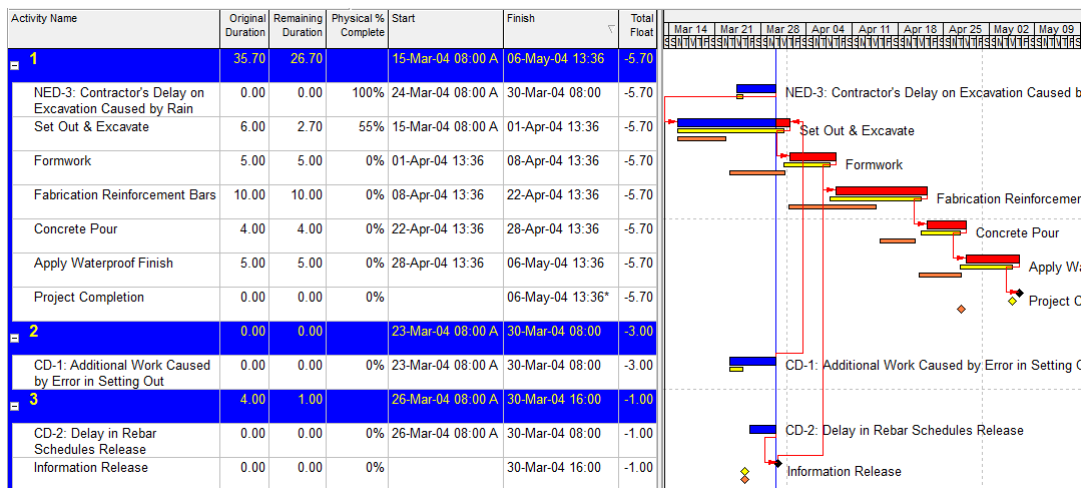 Activity Name Original Duration Remaining Duration Physical % Complete Start Finish Total Float
Mar 14 Mar 21 Mar 28 Apr 04 Apr 11 Apr 18 Apr 25 May 02 May 09
1 35.70 26.70 15-Mar-04 08:00 A 06-May-04 13:36 -5.70
NED-3: Contractor's Delay on Excavation Caused by Rain 0.00 0.00 100% 24-Mar-04 08:00 A 30-Mar-04 08:00 -5.70 NED-3: Contractor's Delay on Excavation Caused b
Set Out & Excavate 6.00 2.70 55% 15-Mar-04 08:00 A 01-Apr-04 13:36 -5.70 Set Out & Excavate
Formwork 5.00 5.00 0% 01-Apr-04 13:36 08-Apr-04 13:36 -5.70 Formwork
Fabrication Reinforcement Bars 10.00 10.00 0% 08-Apr-04 13:36 22-Apr-04 13:36 -5.70 Fabrication Reinforcemen
Concrete Pour 4.00 4.00 0% 22-Apr-04 13:36 28-Apr-04 13:36 -5.70 Concrete Pour
Apply Waterproof Finish 5.00 5.00 0% 28-Apr-04 13:36 06-May-04 13:36 -5.70 Apply Wa
Project Completion 0.00 0.00 0% 06-May-04 13:36* -5.70 Project C
2 0.00 0.00 23-Mar-04 08:00 A 30-Mar-04 08:00 -3.00
CD-1: Additional Work Caused by Error in Setting Out 0.00 0.00 0% 23-Mar-04 08:00 A 30-Mar-04 08:00 -3.00 CD-1: Additional Work Caused by Error in Setting O
3 4.00 1.00 26-Mar-04 08:00 A 30-Mar-04 16:00 -1.00
CD-2: Delay in Rebar Schedules Release 0.00 0.00 0% 26-Mar-04 08:00 A 30-Mar-04 08:00 -1.00 CD-2: Delay in Rebar Schedules Release
Information Release 0.00 0.00 0% 30-Mar-04 16:00 -1.00 Information Release